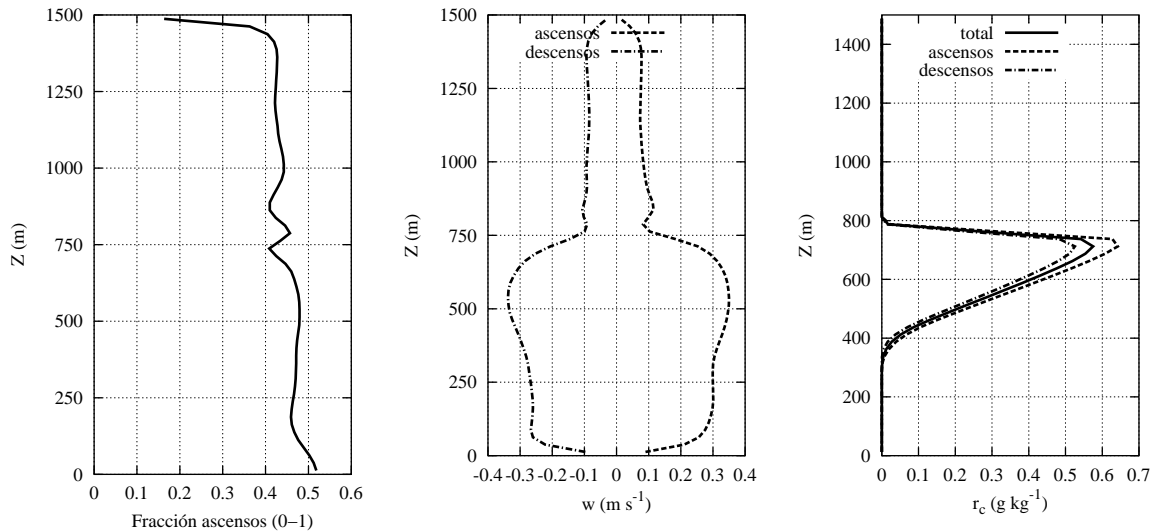 1500
1250
1000
750
500
250
0
Z (m)
0 0.1 0.2 0.3 0.4 0.5 0.6
Fracción ascensos (0–1)
1500
1250
1000
750
500
250
0
Z (m)
ascensos
descensos
-0.4 -0.3 -0.2 -0.1 0 0.1 0.2 0.3 0.4
w (m s-1)
1400
1200
1000
800
600
400
200
0
Z (m)
total
ascensos
descensos
0 0.1 0.2 0.3 0.4 0.5 0.6 0.7
rc (g kg-1)